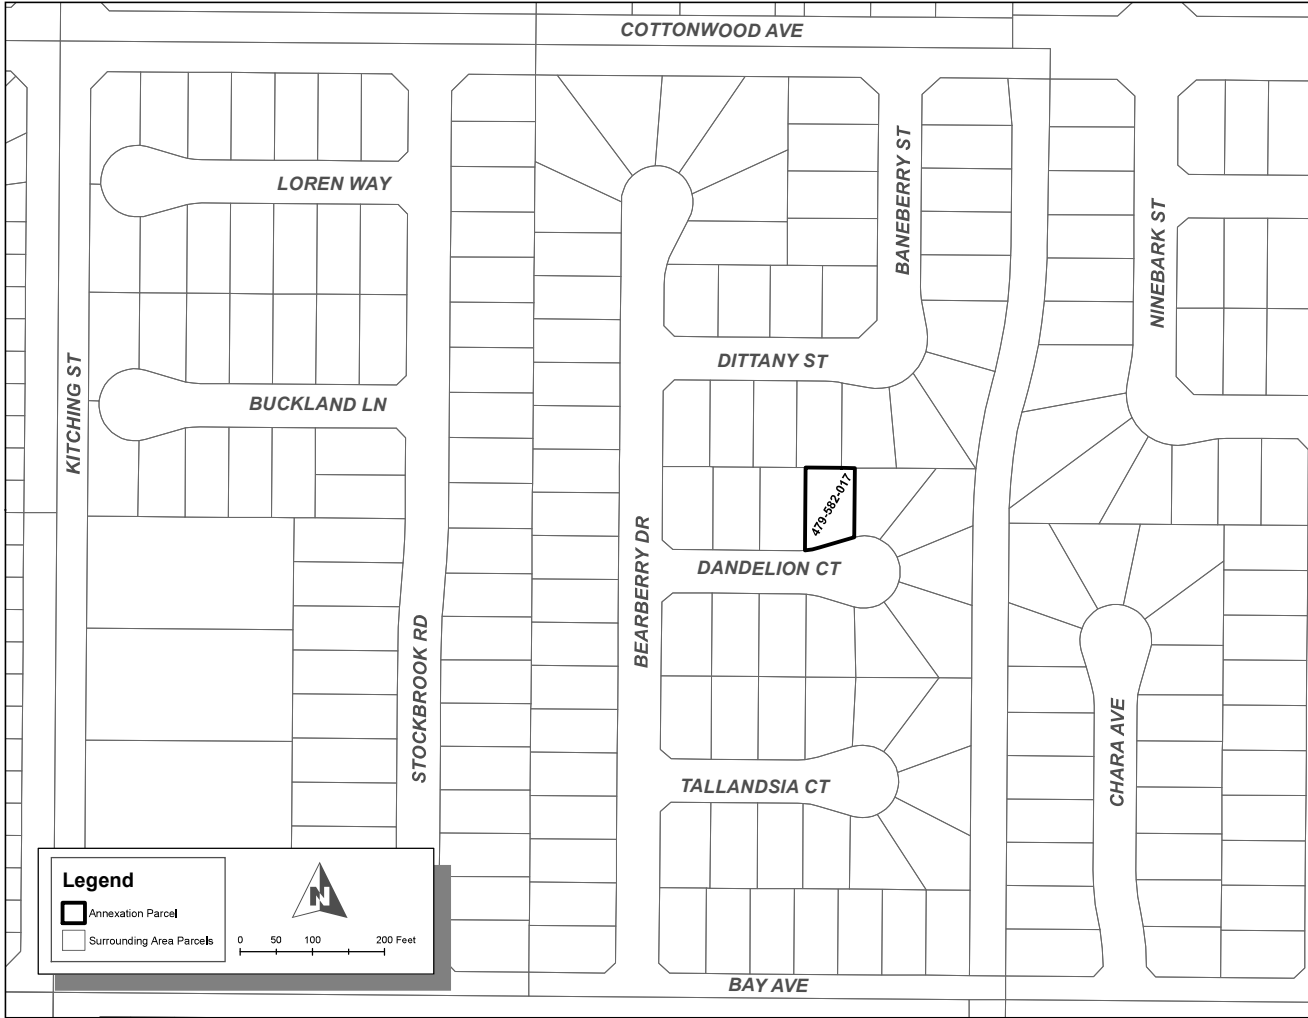 COTTONWOOD AVE
LOREN WAY
BANEBERRY ST
NINEBARK ST
DITTANY ST
KITCHING ST
BUCKLAND LN
479-582-017
BEARBERRY DR
DANDELION CT
STOCKBROOK RD
CHARA AVE
TALLANDSIA CT
Legend
Annexation Parcel
Surrounding Area Parcels
N
0 50 100 200 Feet
BAY AVE